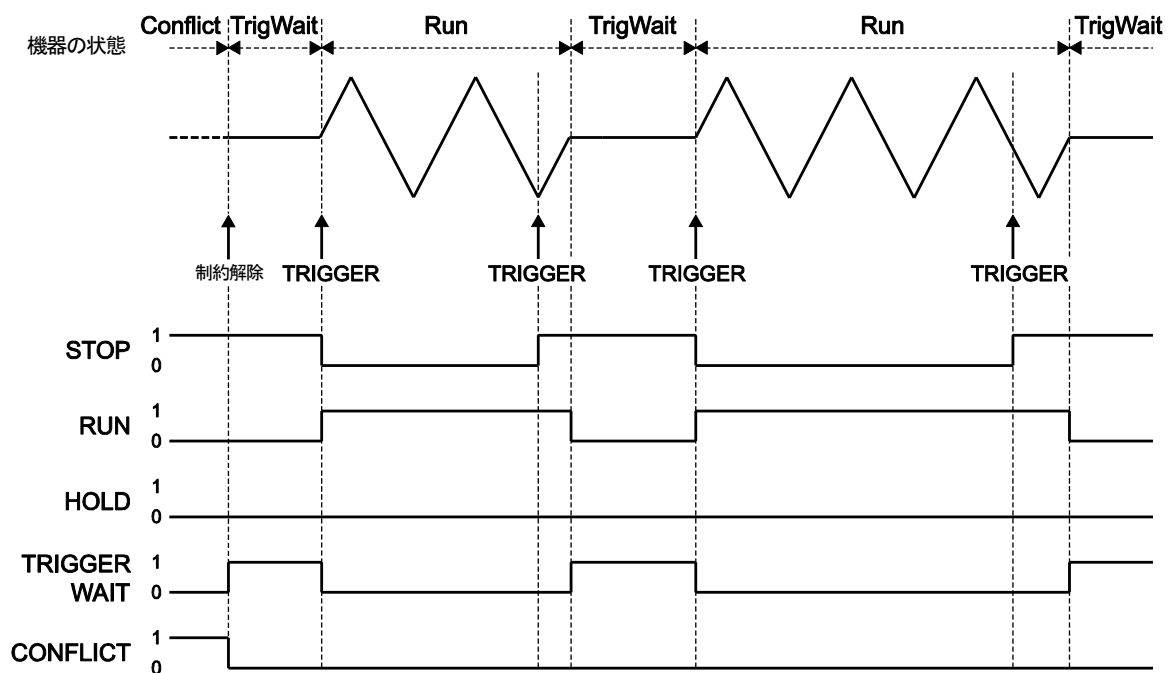 Conflict TrigWait Run TrigWait Run TrigWait
機器の状態
制約解除 TRIGGER TRIGGER TRIGGER TRIGGER
STOP 1
0
RUN 1
0
HOLD 1
0
TRIGGER WAIT 1
0
CONFLICT 1
0